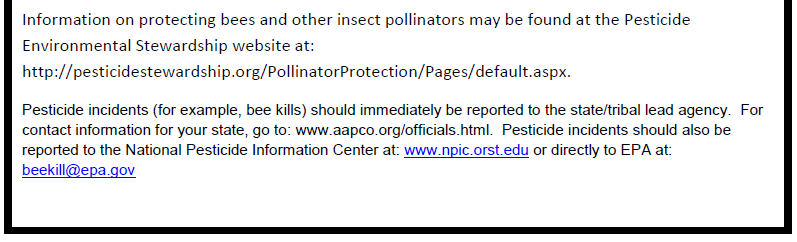 Information on protecting bees and other insect pollinators may be found at the Pesticide
Environmental Stewardship website at:
http://pesticidestewardship.org/PollinatorProtection/Pages/default.aspx.
Pesticide incidents (for example, bee kills) should immediately be reported to the state/tribal lead agency.  For
contact information for your state, go to: www.aapco.org/officials.html.  Pesticide incidents should also be
reported to the National Pesticide Information Center at: www.npic.orst.edu or directly to EPA at:
beekill@epa.gov